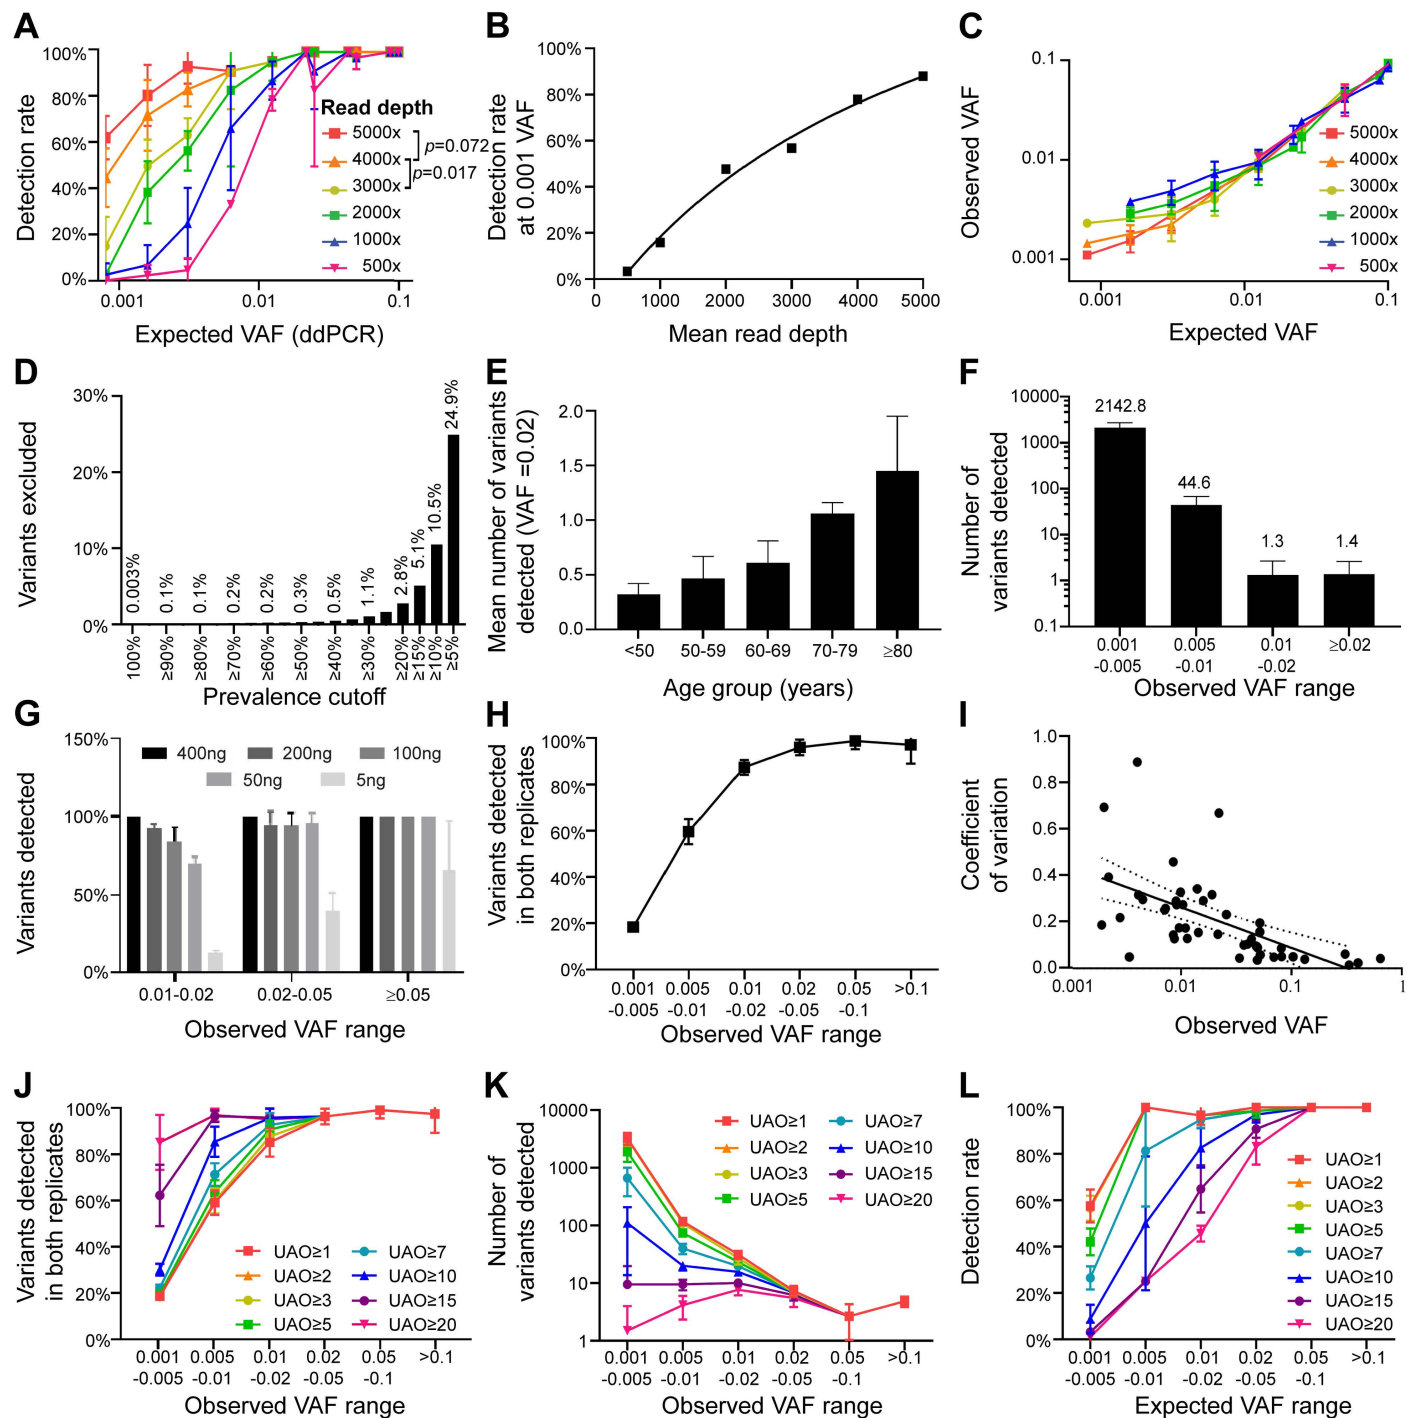 A
100%
80%
60%
40%
20%
0%
Detection rate
0.001
0.01
0.1
Expected VAF (ddPCR)
Read depth
5000x
4000x
3000x
2000x
1000x
500x
p=0.072
p=0.017
B
100%
80%
60%
40%
20%
0%
Detection rate
at 0.001 VAF
0
1000
2000
3000
4000
5000
Mean read depth
C
0.1
0.01
0.001
Observed VAF
0.001
0.01
0.1
Expected VAF
5000x
4000x
3000x
2000x
1000x
500x
D
30%
20%
10%
0%
Variants excluded
0.003%
0.1%
0.1%
0.2%
0.2%
0.3%
0.5%
1.1%
2.8%
5.1%
10.5%
24.9%
100%
≥90%
≥80%
≥70%
≥60%
≥50%
≥40%
≥30%
≥20%
≥15%
≥10%
≥5%
Prevalence cutoff
E
2.0
1.5
1.0
0.5
0.0
Mean number of variants
detected (VAF =0.02)
<50
50-59
60-69
70-79
≥80
Age group (years)
F
10000
1000
100
10
1
0.1
Number of
variants detected
2142.8
44.6
1.3
1.4
0.001
-0.005
0.005
-0.01
0.01
-0.02
≥0.02
Observed VAF range
G
150%
100%
50%
0%
Variants detected
400ng
200ng
100ng
50ng
5ng
0.01-0.02
0.02-0.05
≥0.05
Observed VAF range
H
100%
80%
60%
40%
20%
0%
Variants detected
in both replicates
0.001
-0.005
0.005
-0.01
0.01
-0.02
0.02
-0.05
0.05
-0.1
>0.1
Observed VAF range
I
1.0
0.8
0.6
0.4
0.2
0.0
Coefficient
of variation
0.001
0.01
0.1
1
Observed VAF
J
100%
80%
60%
40%
20%
0%
Variants detected
in both replicates
UAO≥1
UAO≥2
UAO≥3
UAO≥5
UAO≥7
UAO≥10
UAO≥15
UAO≥20
0.001
-0.005
0.005
-0.01
0.01
-0.02
0.02
-0.05
0.05
-0.1
>0.1
Observed VAF range
K
10000
1000
100
10
1
Number of
variants detected
UAO≥1
UAO≥2
UAO≥3
UAO≥5
UAO≥7
UAO≥10
UAO≥15
UAO≥20
0.001
-0.005
0.005
-0.01
0.01
-0.02
0.02
-0.05
0.05
-0.1
>0.1
Observed VAF range
L
100%
80%
60%
40%
20%
0%
Detection rate
UAO≥1
UAO≥2
UAO≥3
UAO≥5
UAO≥7
UAO≥10
UAO≥15
UAO≥20
0.001
-0.005
0.005
-0.01
0.01
-0.02
0.02
-0.05
0.05
-0.1
>0.1
Expected VAF range